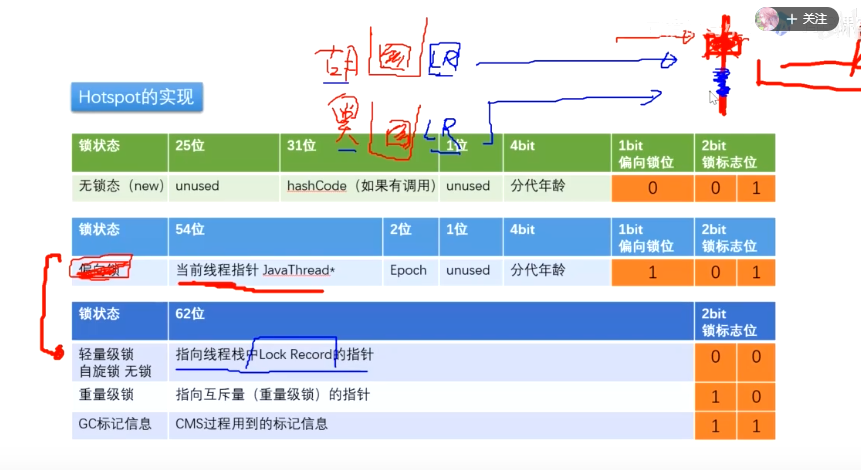 + 关注
LR
Hotspot的实现
LR
锁状态 25位 31位 1位 4bit 1bit 2bit
偏向锁位 锁标志位
无锁态（new） unused hashCode（如果有调用） unused 分代年龄 0 0 1
锁状态 54位 2位 1位 4bit 1bit 2bit
偏向锁位 锁标志位
偏向锁 当前线程指针 JavaThread* Epoch unused 分代年龄 1 0 1
锁状态 62位 2bit
锁标志位
轻量级锁 指向线程栈中Lock Record的指针 0 0
自旋锁 无锁
重量级锁 指向互斥量（重量级锁）的指针 1 0
GC标记信息 CMS过程用到的标记信息 1 1